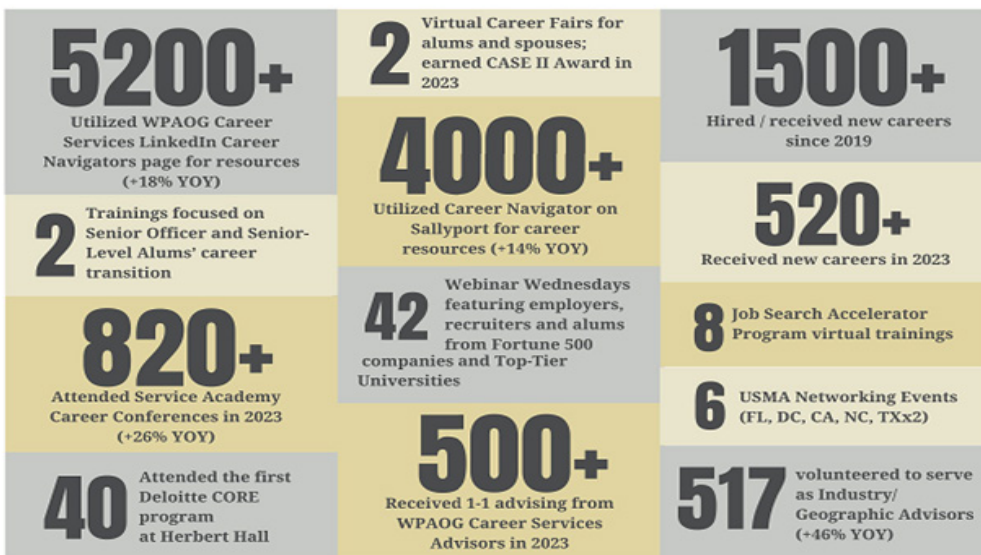 5200+
Utilized WPAOG Career
Services LinkedIn Career
Navigators page for resources
(+18% YOY)
2
Trainings focused on
Senior Officer and Senior-
Level Alums' career
transition
820+
Attended Service Academy
Career Conferences in 2023
(+26% YOY)
40
Attended the first
Deloitte CORE
program
at Herbert Hall
2
Virtual Career Fairs for
alums and spouses;
earned CASE II Award in
2023
4000+
Utilized Career Navigator on
Sallyport for career
resources (+14% YOY)
42
Webinar Wednesdays
featuring employers,
recruiters and alums
from Fortune 500
companies and Top-Tier
Universities
500+
Received 1-1 advising from
WPAOG Career Services
Advisors in 2023
1500+
Hired / received new careers
since 2019
520+
Received new careers in 2023
8
Job Search Accelerator
Program virtual trainings
6
USMA Networking Events
(FL, DC, CA, NC, TXx2)
517
volunteered to serve
as Industry/
Geographic Advisors
(+46% YOY)